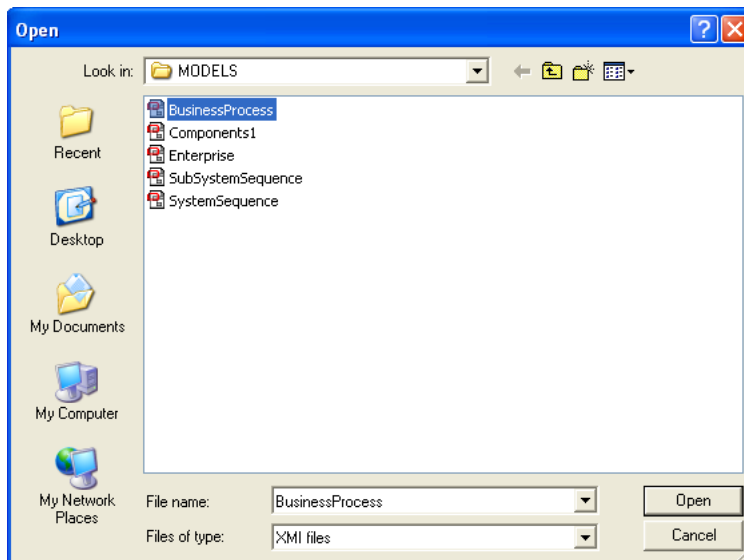 Open
Look in: MODELS
BusinessProcess
Components1
Enterprise
SubSystemSequence
SystemSequence
Recent
Desktop
My Documents
My Computer
My Network
Places
File name: BusinessProcess Open
Files of type: XMI files Cancel